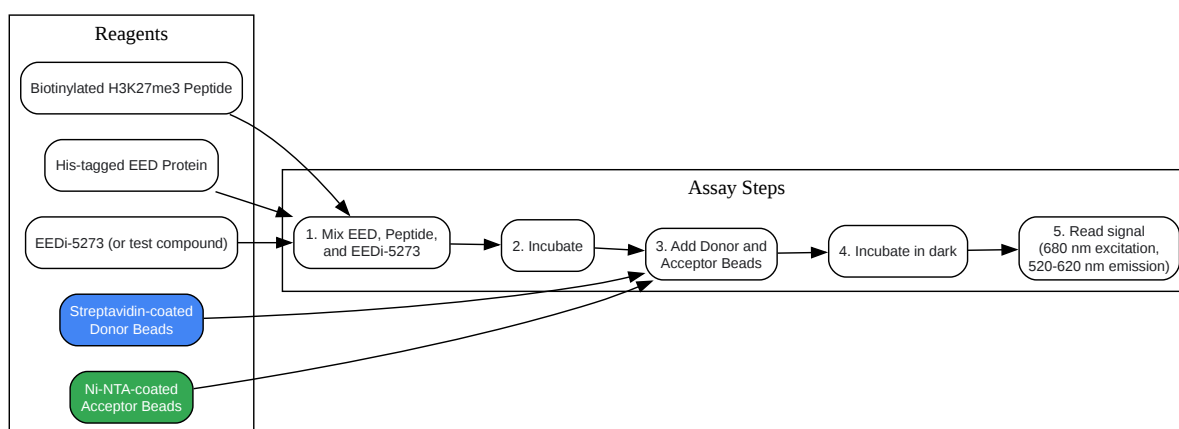 Reagents
Biotinylated H3K27me3 Peptide
His-tagged EED Protein
EEDi-5273 (or test compound)
Streptavidin-coated
Donor Beads
Ni-NTA-coated
Acceptor Beads
Assay Steps
1. Mix EED, Peptide,
and EEDi-5273
2. Incubate
3. Add Donor and
Acceptor Beads
4. Incubate in dark
5. Read signal
(680 nm excitation,
520-620 nm emission)